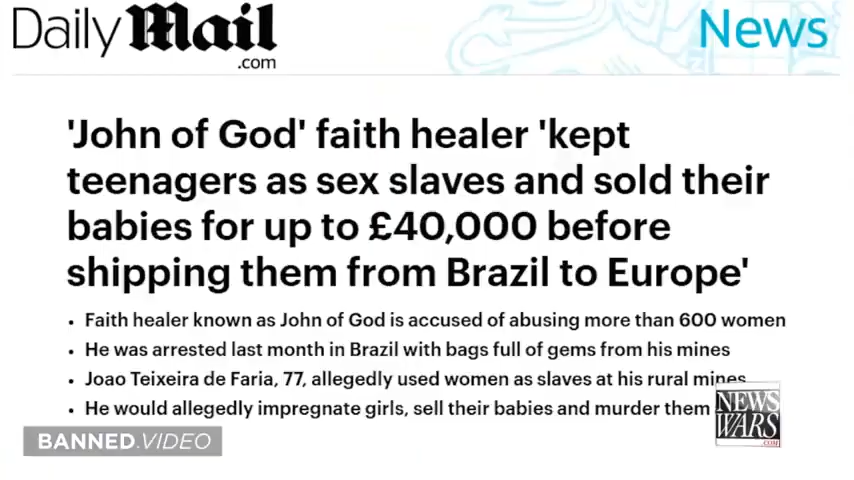 Daily Mail
.com
News
'John of God' faith healer 'kept
teenagers as sex slaves and sold their
babies for up to £40,000 before
shipping them from Brazil to Europe'
• Faith healer known as John of God is accused of abusing more than 600 women
• He was arrested last month in Brazil with bags full of gems from his mines
• Joao Teixeira de Faria, 77, allegedly used women as slaves at his rural mines
• He would allegedly impregnate girls, sell their babies and murder them
NEWS
WARS
.COM
BANNED.VIDEO